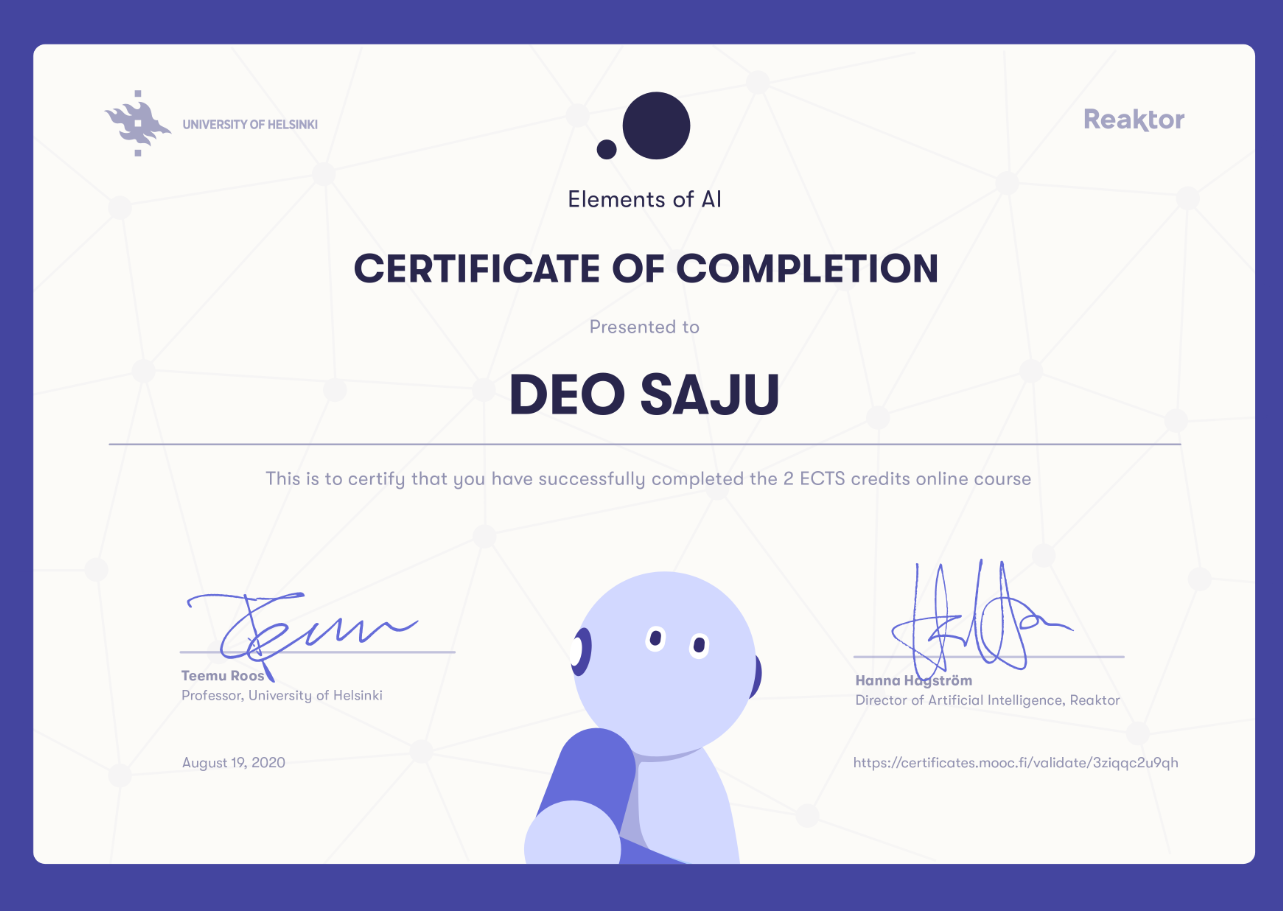 UNIVERSITY OF HELSINKI
Reaktor
Elements of AI
CERTIFICATE OF COMPLETION
Presented to
DEO SAJU
This is to certify that you have successfully completed the 2 ECTS credits online course
Teemu Roos
Professor, University of Helsinki
Hanna Hagström
Director of Artificial Intelligence, Reaktor
August 19, 2020
https://certificates.mooc.fi/validate/3ziqqc2u9qh